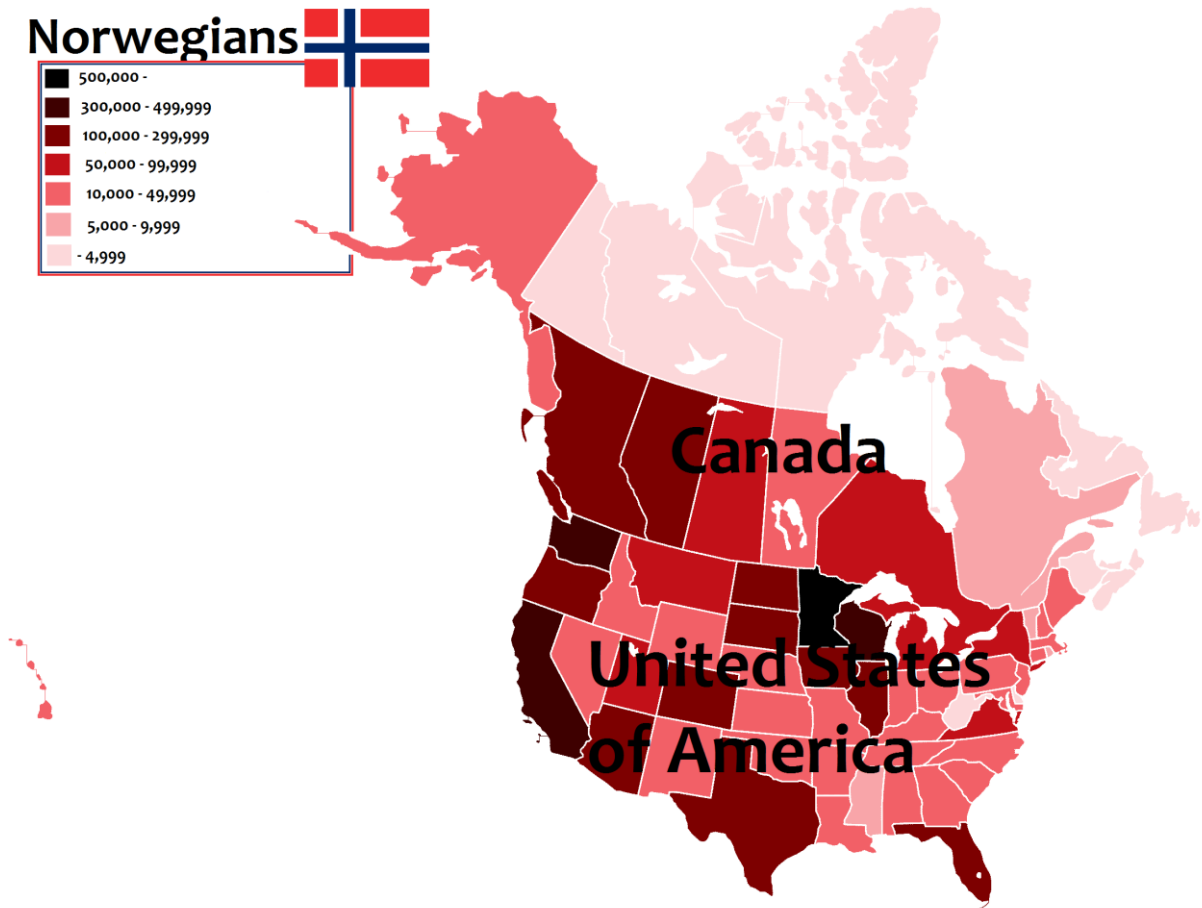 Norwegians
500,000 -
300,000 - 499,999
100,000 - 299,999
50,000 - 99,999
10,000 - 49,999
5,000 - 9,999
- 4,999
Canada
United States
of America